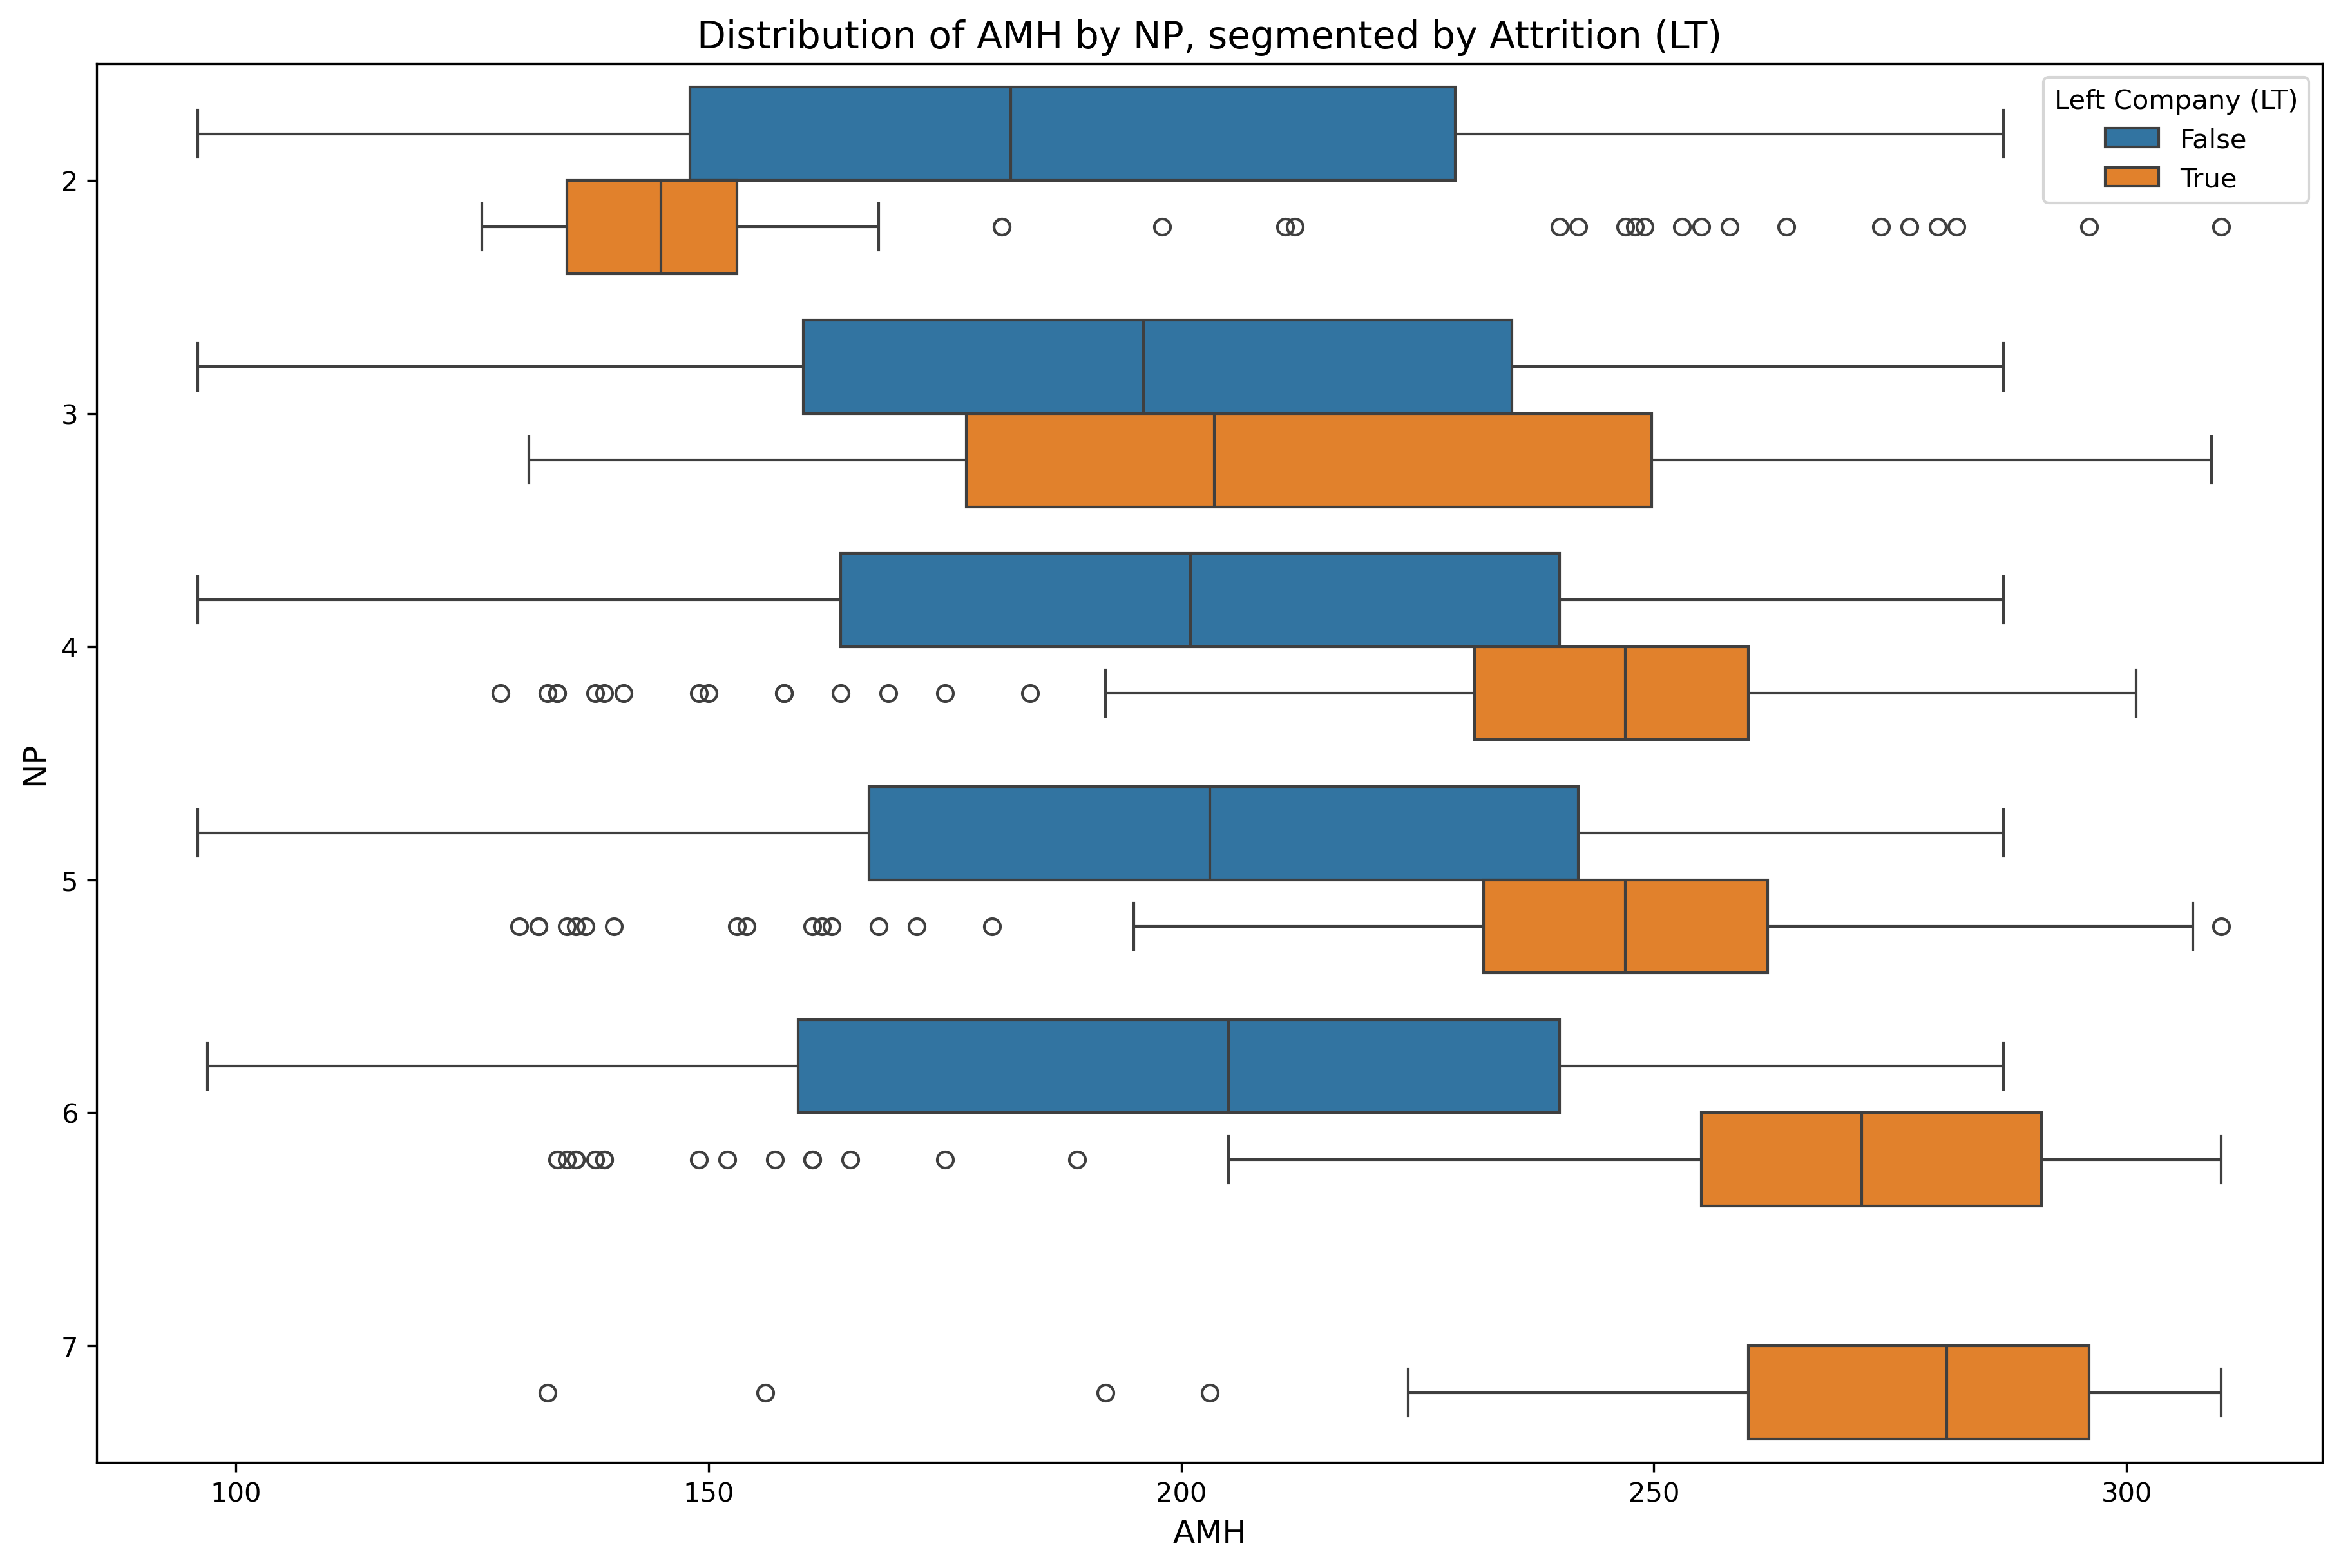 Distribution of AMH by NP, segmented by Attrition (LT)
Left Company (LT)
False
True
2
3
4
5
6
7
NP
100 150 200 250 300
AMH